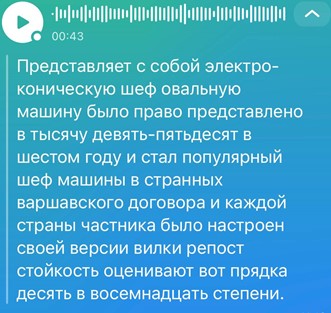 00:43
Представляет с собой электро-
коническую шеф овальную
машину было право представлено
в тысячу девять-пятьдесят в
шестом году и стал популярный
шеф машины в странных
варшавского договора и каждой
страны частника было настроен
своей версии вилки репост
стойкость оценивают вот прядка
десять в восемнадцать степени.